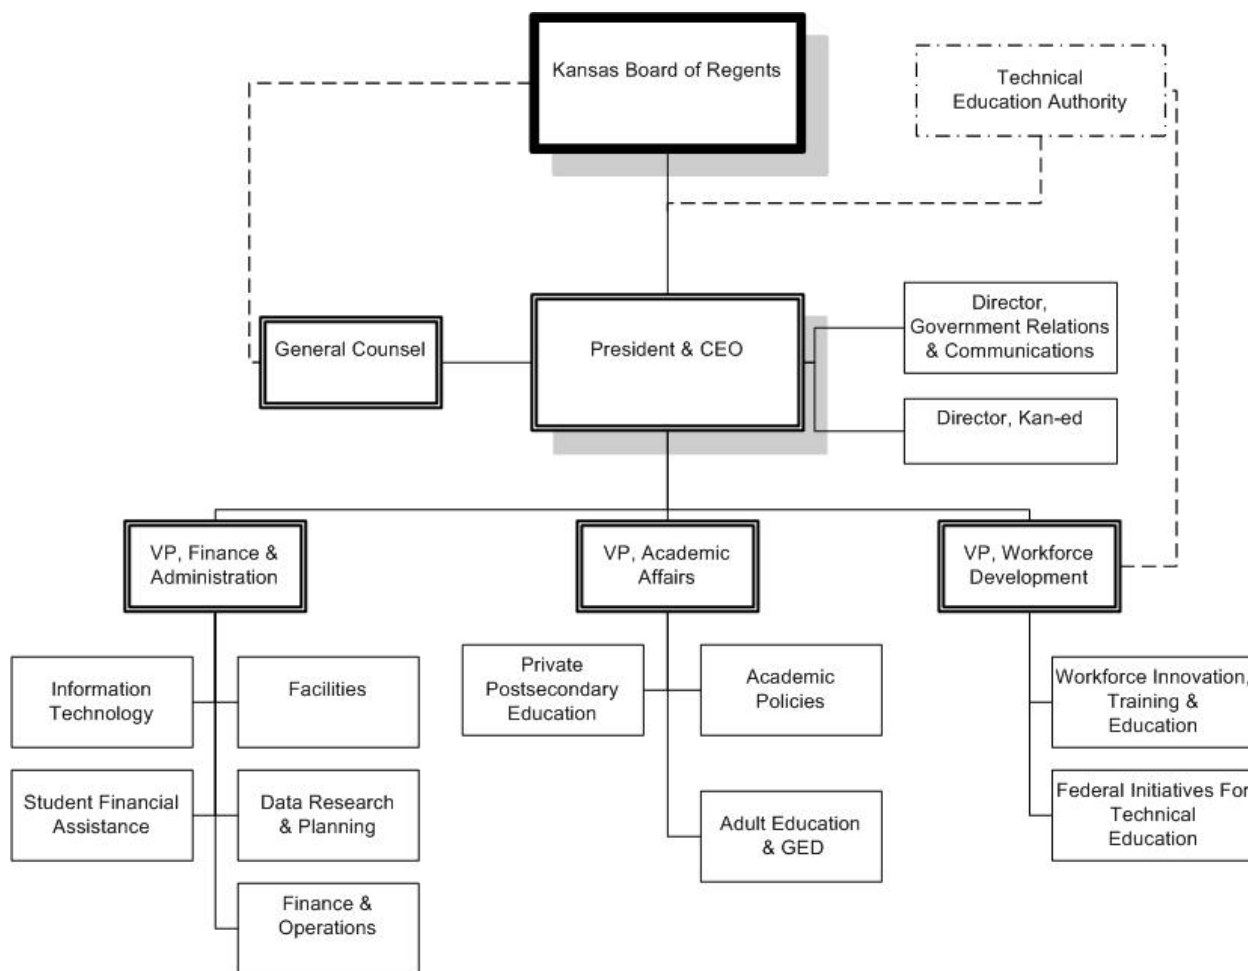 Kansas Board of Regents
Technical
Education Authority
General Counsel
President & CEO
Director,
Government Relations
& Communications
Director, Kan-ed
VP, Finance &
Administration
VP, Academic
Affairs
VP, Workforce
Development
Information
Technology
Facilities
Private
Postsecondary
Education
Academic
Policies
Workforce Innovation,
Training &
Education
Student Financial
Assistance
Data Research
& Planning
Adult Education
& GED
Federal Initiatives For
Technical
Education
Finance &
Operations